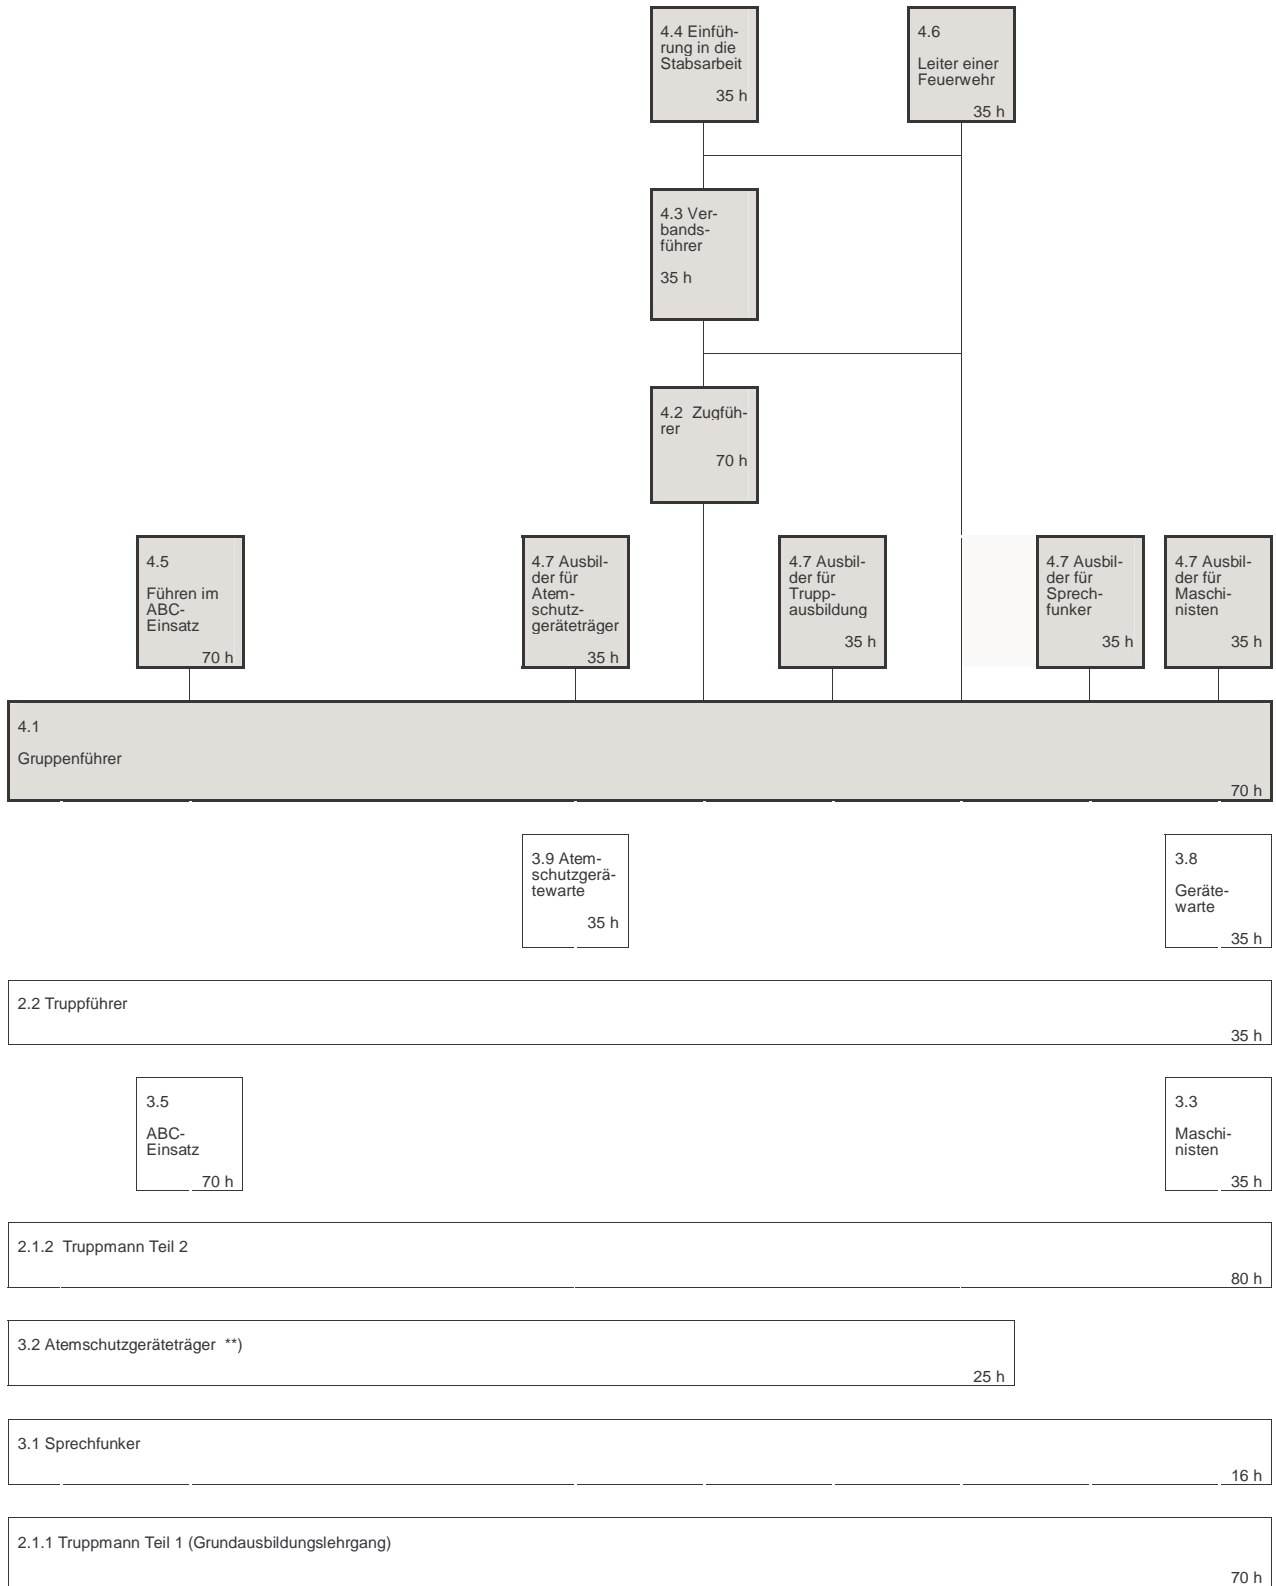 4.4 Einfüh-
rung in die
Stabsarbeit
35 h
4.6
Leiter einer
Feuerwehr
35 h
4.3 Ver-
bands-
führer
35 h
4.2 Zugfüh-
rer
70 h
4.5
Führen im
ABC-
Einsatz
70 h
4.7 Ausbil-
der für
Atem-
schutz-
geräteträger
35 h
4.7 Ausbil-
der für
Trupp-
ausbildung
35 h
4.7 Ausbil-
der für
Sprech-
funker
35 h
4.7 Ausbil-
der für
Maschi-
nisten
35 h
4.1
Gruppenführer
70 h
3.9 Atem-
schutzgerä-
tewarte
35 h
3.8
Geräte-
warte
35 h
2.2 Truppführer
35 h
3.5
ABC-
Einsatz
70 h
3.3
Maschi-
nisten
35 h
2.1.2 Truppmann Teil 2
80 h
3.2 Atemschutzgeräteträger **)
25 h
3.1 Sprechfunker
16 h
2.1.1 Truppmann Teil 1 (Grundausbildungslehrgang)
70 h